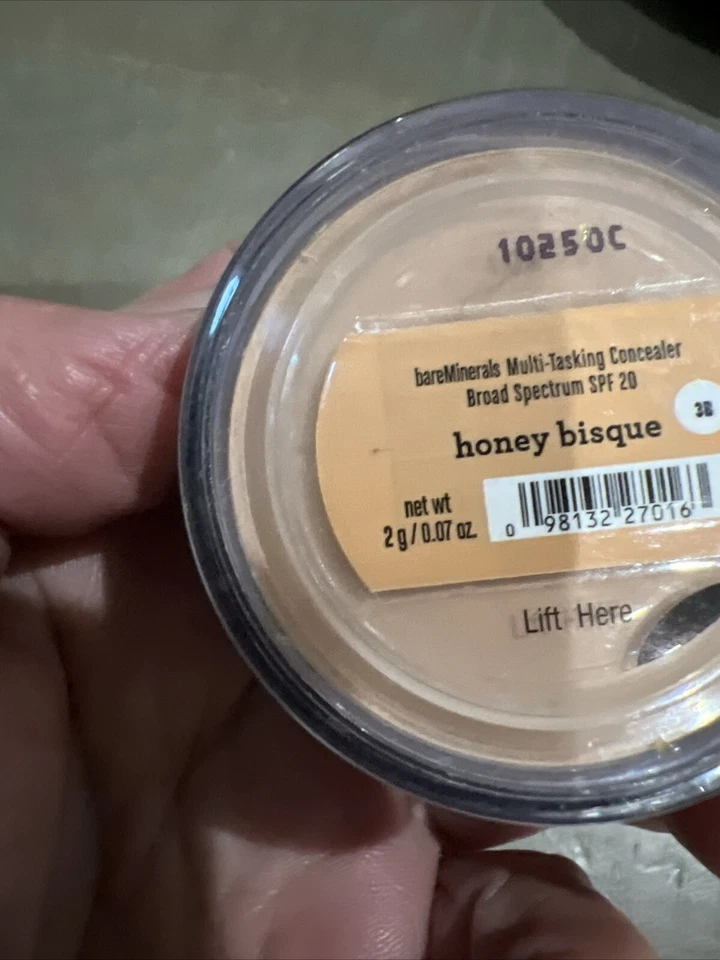 10250C
bareMinerals Multi-Tasking Concealer
Broad Spectrum SPF 20
3B
honey bisque
net wt
2 g / 0.07 oz.
0 98132 27016
Lift Here